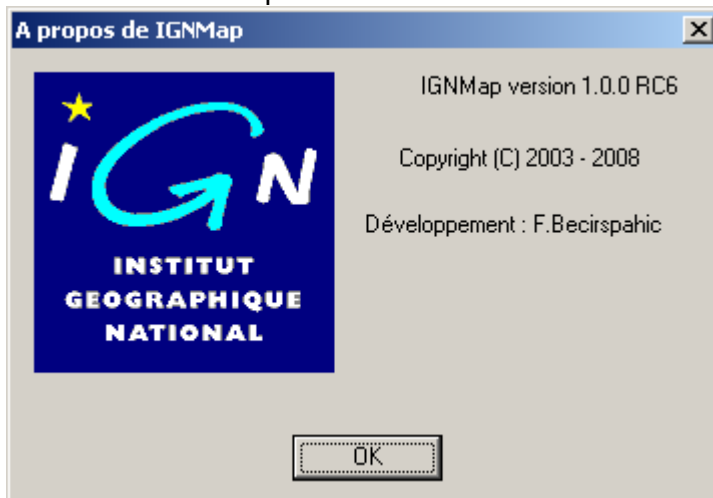 A propos de IGNMap
IGNMap version 1.0.0 RC6
Copyright (C) 2003 - 2008
Développement : F.Becirspahic
IGN
INSTITUT
GEOGRAPHIQUE
NATIONAL
OK